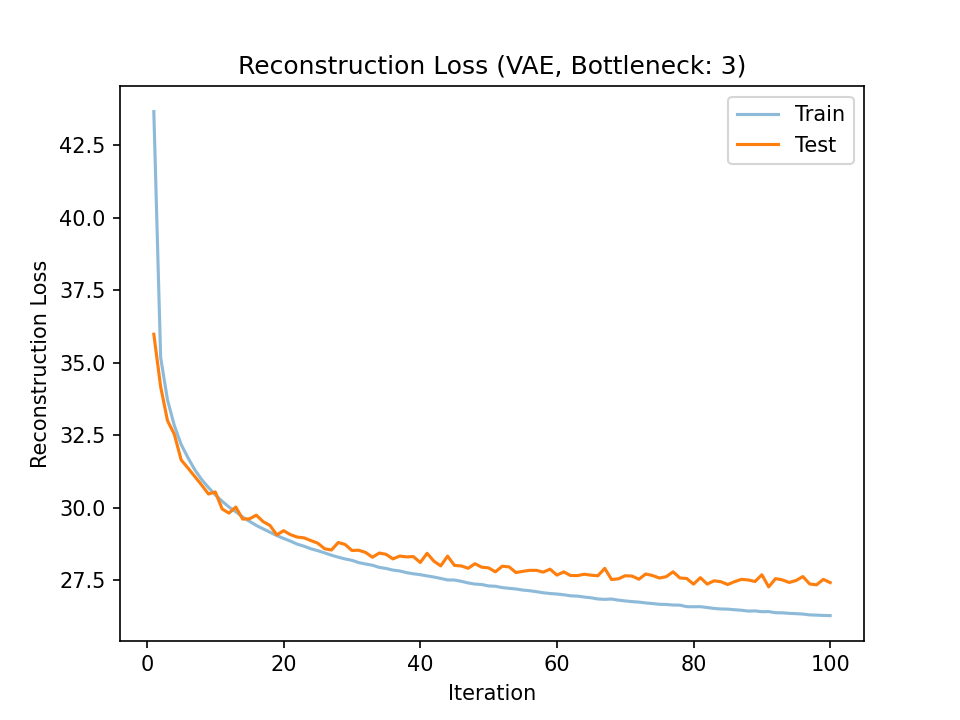 Reconstruction Loss (VAE, Bottleneck: 3)
Train
Test
42.5
40.0
37.5
35.0
32.5
30.0
27.5
Reconstruction Loss
0
20
40
60
80
100
Iteration